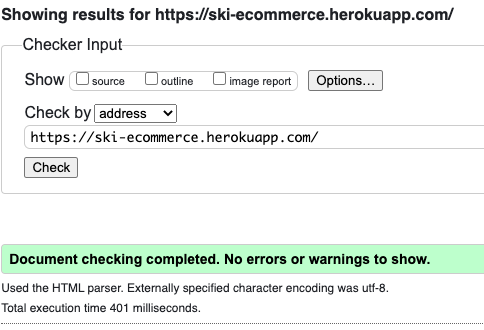 Showing results for https://ski-ecommerce.herokuapp.com/
Checker Input
Show source outline image report Options...
Check by address
https://ski-ecommerce.herokuapp.com/
Check
Document checking completed. No errors or warnings to show.
Used the HTML parser. Externally specified character encoding was utf-8.
Total execution time 401 milliseconds.